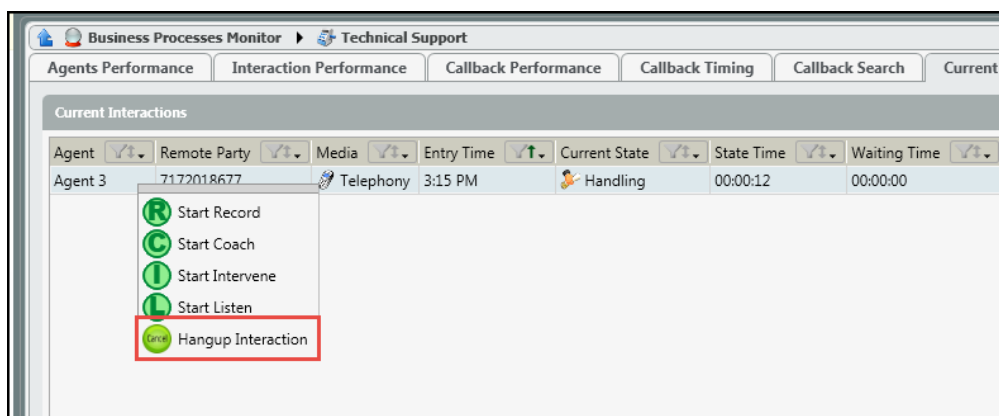 Business Processes Monitor Technical Support
Agents Performance Interaction Performance Callback Performance Callback Timing Callback Search Current
Current Interactions
Agent Remote Party Media Entry Time Current State State Time Waiting Time
Agent 3 7172018677 Telephony 3:15 PM Handling 00:00:12 00:00:00
R Start Record
C Start Coach
I Start Intervene
L Start Listen
Cancel Hangup Interaction